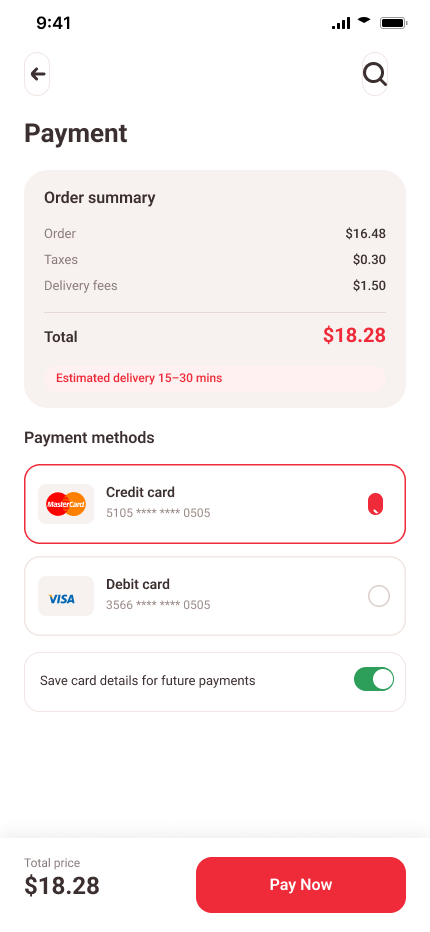 9:41
Payment
Order summary
Order $16.48
Taxes $0.30
Delivery fees $1.50
Total $18.28
Estimated delivery 15–30 mins
Payment methods
MasterCard
Credit card
5105 **** **** 0505
VISA
Debit card
3566 **** **** 0505
Save card details for future payments
Total price
$18.28
Pay Now